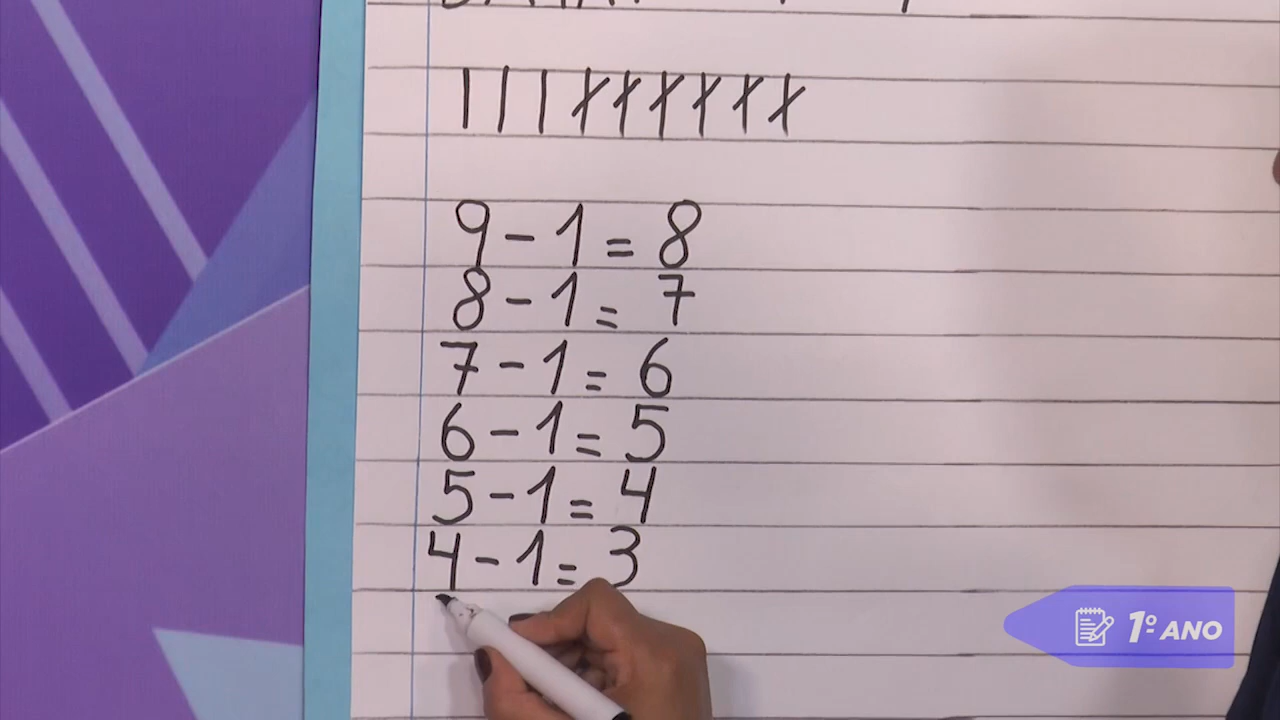 9 - 1 = 8
8 - 1 = 7
7 - 1 = 6
6 - 1 = 5
5 - 1 = 4
4 - 1 = 3
1º ANO